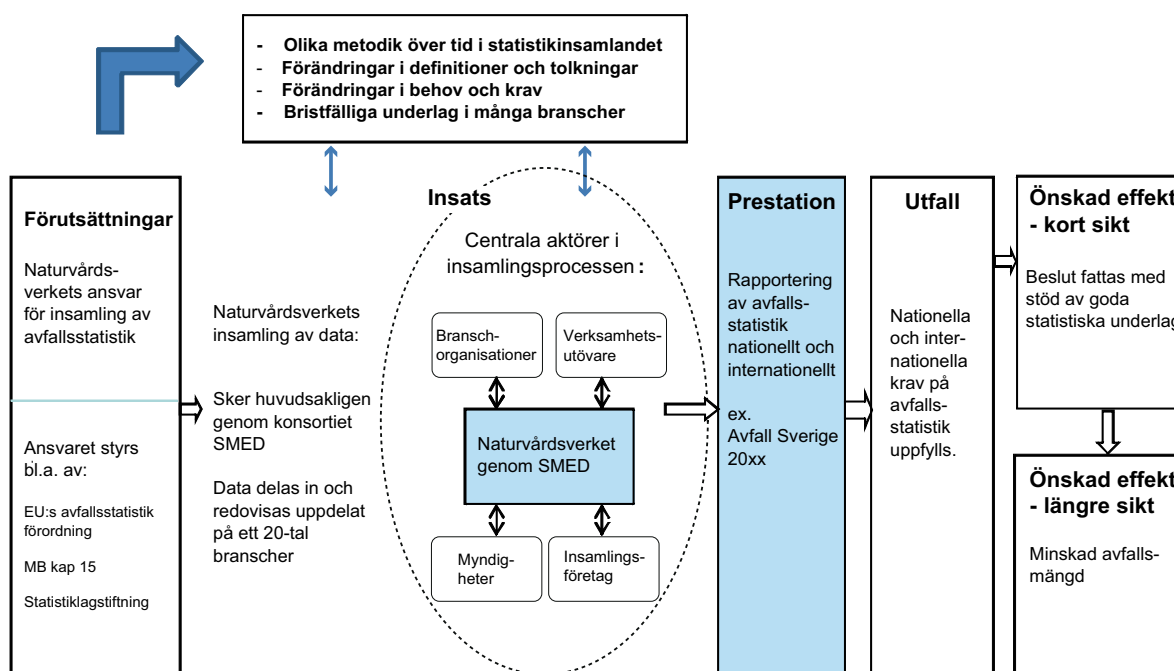 - Olika metodik över tid i statistikinsamlandet
- Förändringar i definitioner och tolkningar
- Förändringar i behov och krav
- Bristfälliga underlag i många branscher
Förutsättningar
Naturvårds-
verkets ansvar
för insamling av
avfallsstatistik
Ansvaret styrs
bl.a. av:
EU:s avfallsstatistik
förordning
MB kap 15
Statistiklagstiftning
Naturvårdsverkets
insamling av data:
Sker huvudsakligen
genom konsortiet
SMED
Data delas in och
redovisas uppdelat
på ett 20-tal
branscher
Insats
Centrala aktörer i
insamlingsprocessen :
Bransch-
organisationer
Verksamhets-
utövare
Naturvårdsverket
genom SMED
Myndig-
heter
Insamlings-
företag
Prestation
Rapportering
av avfalls-
statistik
nationellt och
internationellt
ex.
Avfall Sverige
20xx
Utfall
Nationella
och inter-
nationella
krav på
avfalls-
statistik
uppfylls.
Önskad effekt
- kort sikt
Beslut fattas med
stöd av goda
statistiska underlag
Önskad effekt
- längre sikt
Minskad avfalls-
mängd